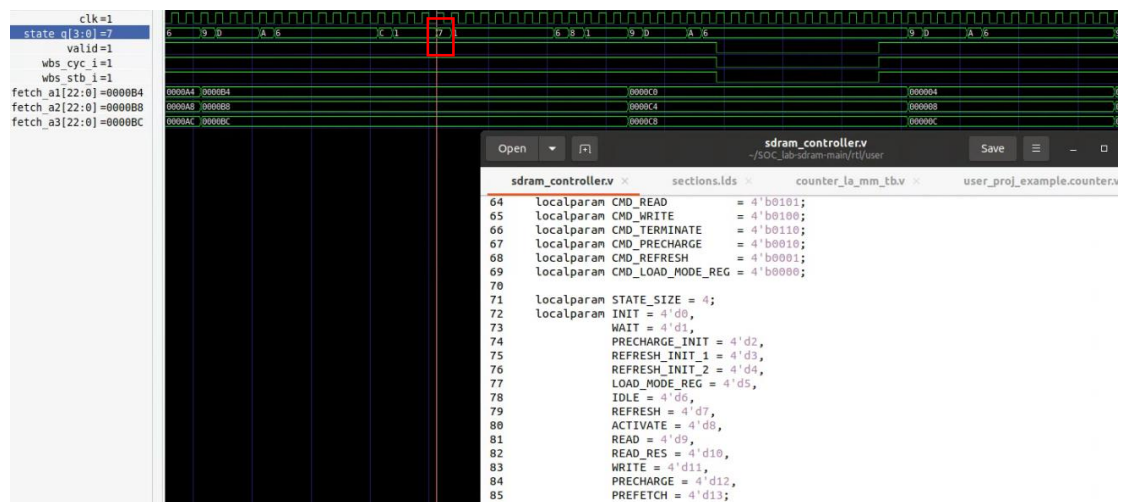 clk=1
state_q[3:0]=7 6 9 D A 6 C 1 7 1 6 8 1 9 D A 6 9 D A 6
valid=1
wbs_cyc_i=1
wbs_stb_i=1
fetch_a1[22:0]=0000B4 0000A4 0000B4 0000C0 000004
fetch_a2[22:0]=0000B8 0000A8 0000B8 0000C4 000008
fetch_a3[22:0]=0000BC 0000AC 0000BC 0000C8 00000C
Open sdram_controller.v Save
~/SOC_lab-sdram-main/rtl/user
sdram_controller.v × sections.lds × counter_la_mm_tb.v × user_proj_example.counter.v
64 localparam CMD_READ = 4'b0101;
65 localparam CMD_WRITE = 4'b0100;
66 localparam CMD_TERMINATE = 4'b0110;
67 localparam CMD_PRECHARGE = 4'b0010;
68 localparam CMD_REFRESH = 4'b0001;
69 localparam CMD_LOAD_MODE_REG = 4'b0000;
70
71 localparam STATE_SIZE = 4;
72 localparam INIT = 4'd0,
73 WAIT = 4'd1,
74 PRECHARGE_INIT = 4'd2,
75 REFRESH_INIT_1 = 4'd3,
76 REFRESH_INIT_2 = 4'd4,
77 LOAD_MODE_REG = 4'd5,
78 IDLE = 4'd6,
79 REFRESH = 4'd7,
80 ACTIVATE = 4'd8,
81 READ = 4'd9,
82 READ_RES = 4'd10,
83 WRITE = 4'd11,
84 PRECHARGE = 4'd12,
85 PREFETCH = 4'd13;